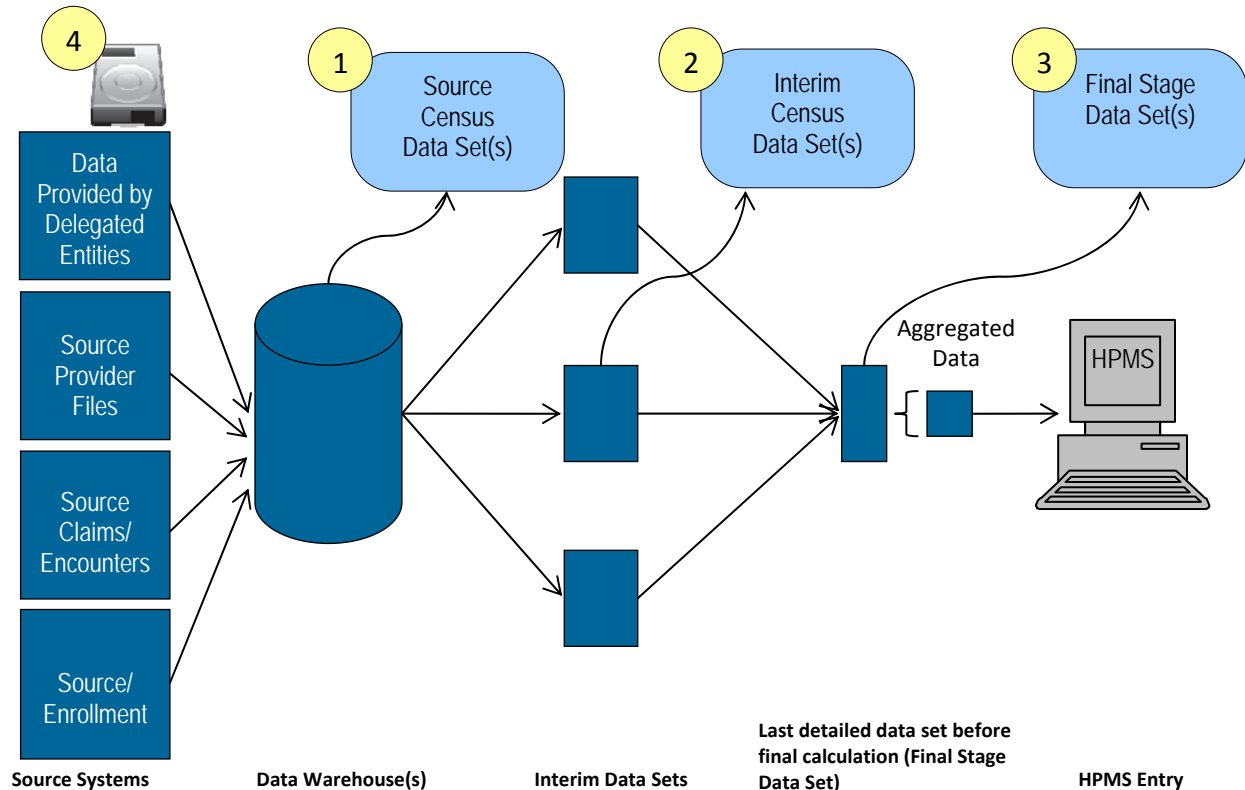 4
1
Source
Census
Data Set(s)
2
Interim
Census
Data Set(s)
3
Final Stage
Data Set(s)
Data
Provided by
Delegated
Entities
Source
Provider
Files
Source
Claims/
Encounters
Source/
Enrollment
Aggregated
Data
HPMS
Source Systems
Data Warehouse(s)
Interim Data Sets
Last detailed data set before
final calculation (Final Stage
Data Set)
HPMS Entry